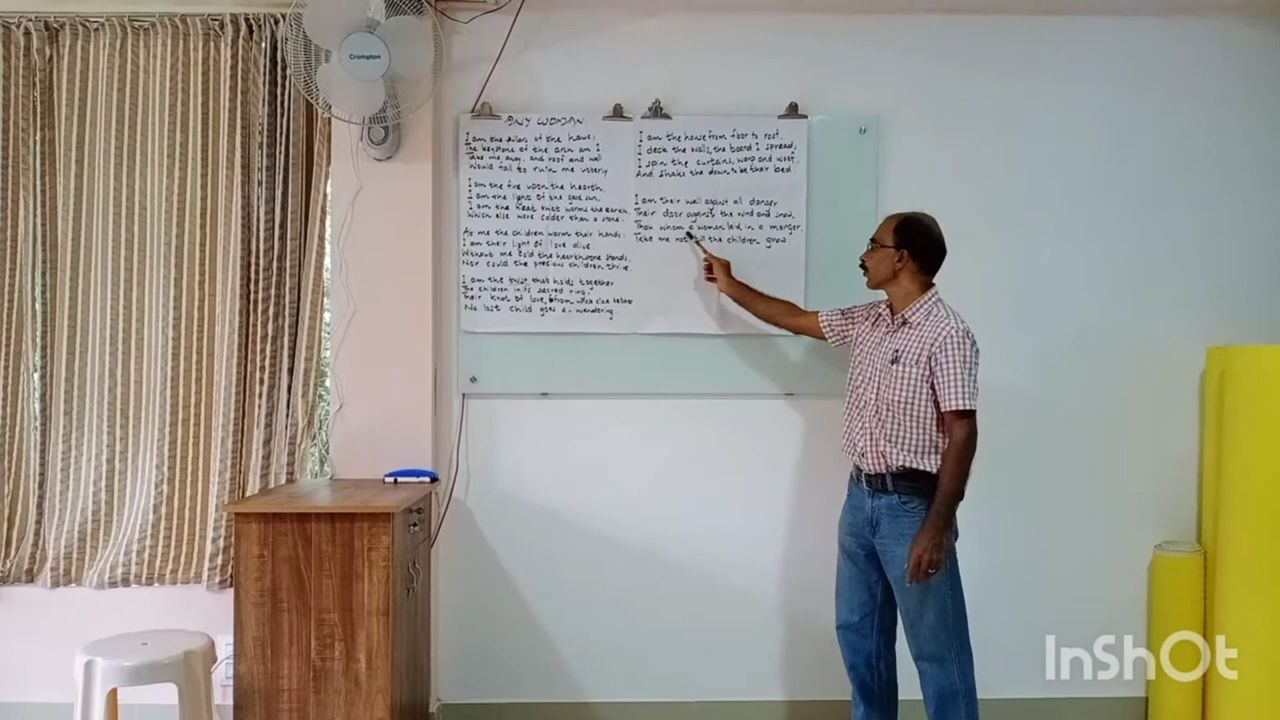 Crompton
ANY WOMAN
I am the pillars of the house;
The keystone of the arch am I.
Take me away, and roof and wall
Would fall to ruin me utterly
I am the fire upon the hearth,
I am the light of the good sun,
I am the heat that warms the earth
Which else were colder than a stone.
At me the children warm their hands;
I am their light of love alive.
Without me cold the hearthstone stands,
Nor could the precious children thrive.
I am the twist that holds together
The children in its sacred ring,
Their knot of love, from whose close tether
No lost child goes a-wandering.
I am the house from floor to roof,
I deck the walls, the board I spread,
I spin the curtains, warp and woof,
And shake the down to be their bed.
I am their wall against all danger
Their door against the wind and snow,
Thou whom a woman laid in a manger,
Take me not till the children grow
InShOt